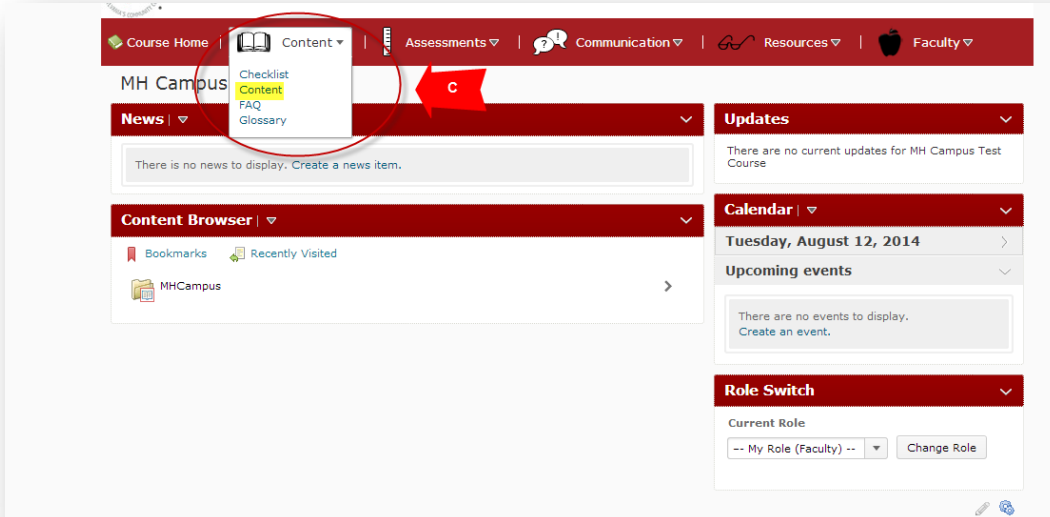 Course Home | Content | Assessments | Communication | Resources | Faculty
Checklist
Content
FAQ
Glossary
C
MH Campus
News |
There is no news to display. Create a news item.
Content Browser |
Bookmarks Recently Visited
MHCampus
Updates
There are no current updates for MH Campus Test
Course
Calendar |
Tuesday, August 12, 2014
Upcoming events
There are no events to display.
Create an event.
Role Switch
Current Role
-- My Role (Faculty) -- Change Role